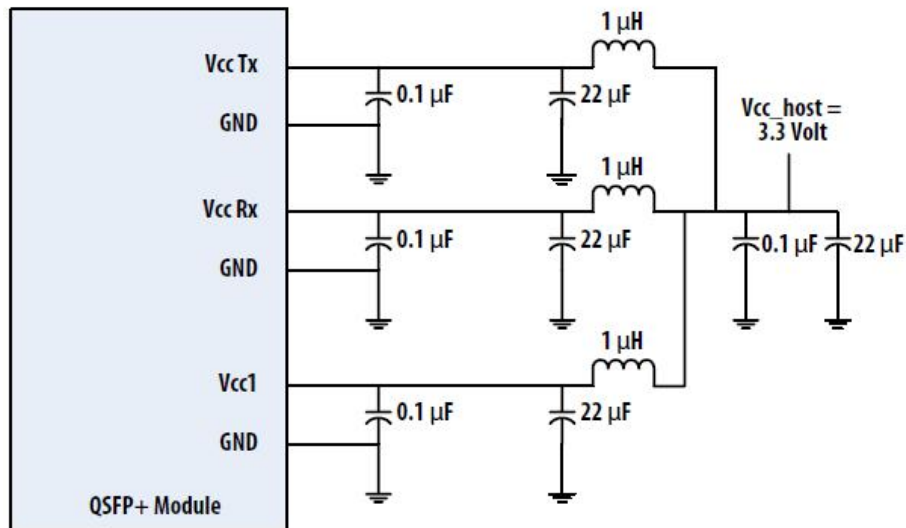 1 µH
Vcc Tx
0.1 µF
22 µF
GND
Vcc_host =
3.3 Volt
1 µH
Vcc Rx
0.1 µF
22 µF
0.1 µF
22 µF
GND
1 µH
Vcc1
0.1 µF
22 µF
GND
QSFP+ Module